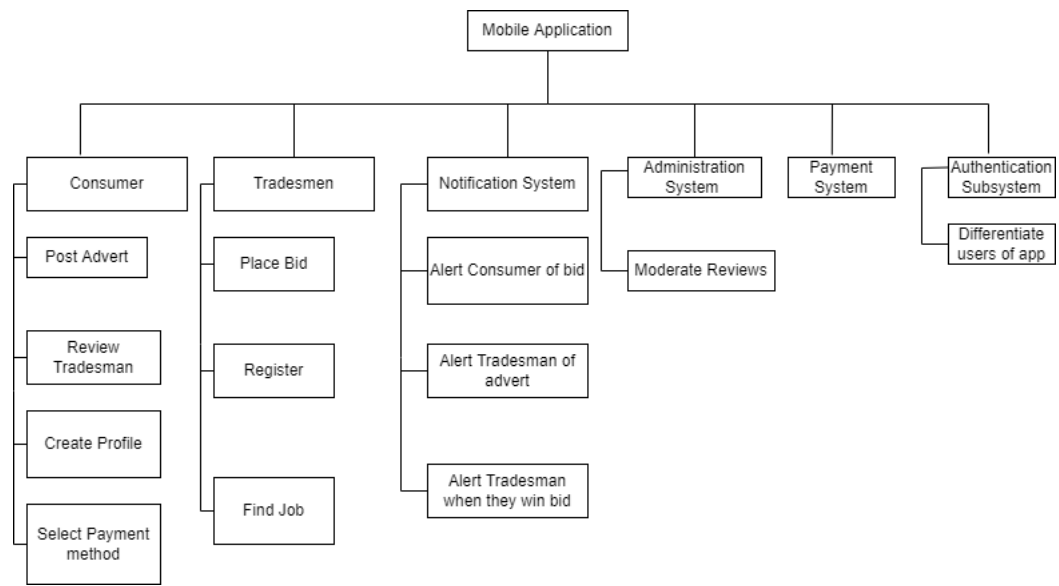 Mobile Application
Consumer
Tradesmen
Notification System
Administration
System
Payment
System
Authentication
Subsystem
Post Advert
Place Bid
Alert Consumer of bid
Moderate Reviews
Differentiate
users of app
Review
Tradesman
Register
Alert Tradesman of
advert
Create Profile
Select Payment
method
Find Job
Alert Tradesman
when they win bid